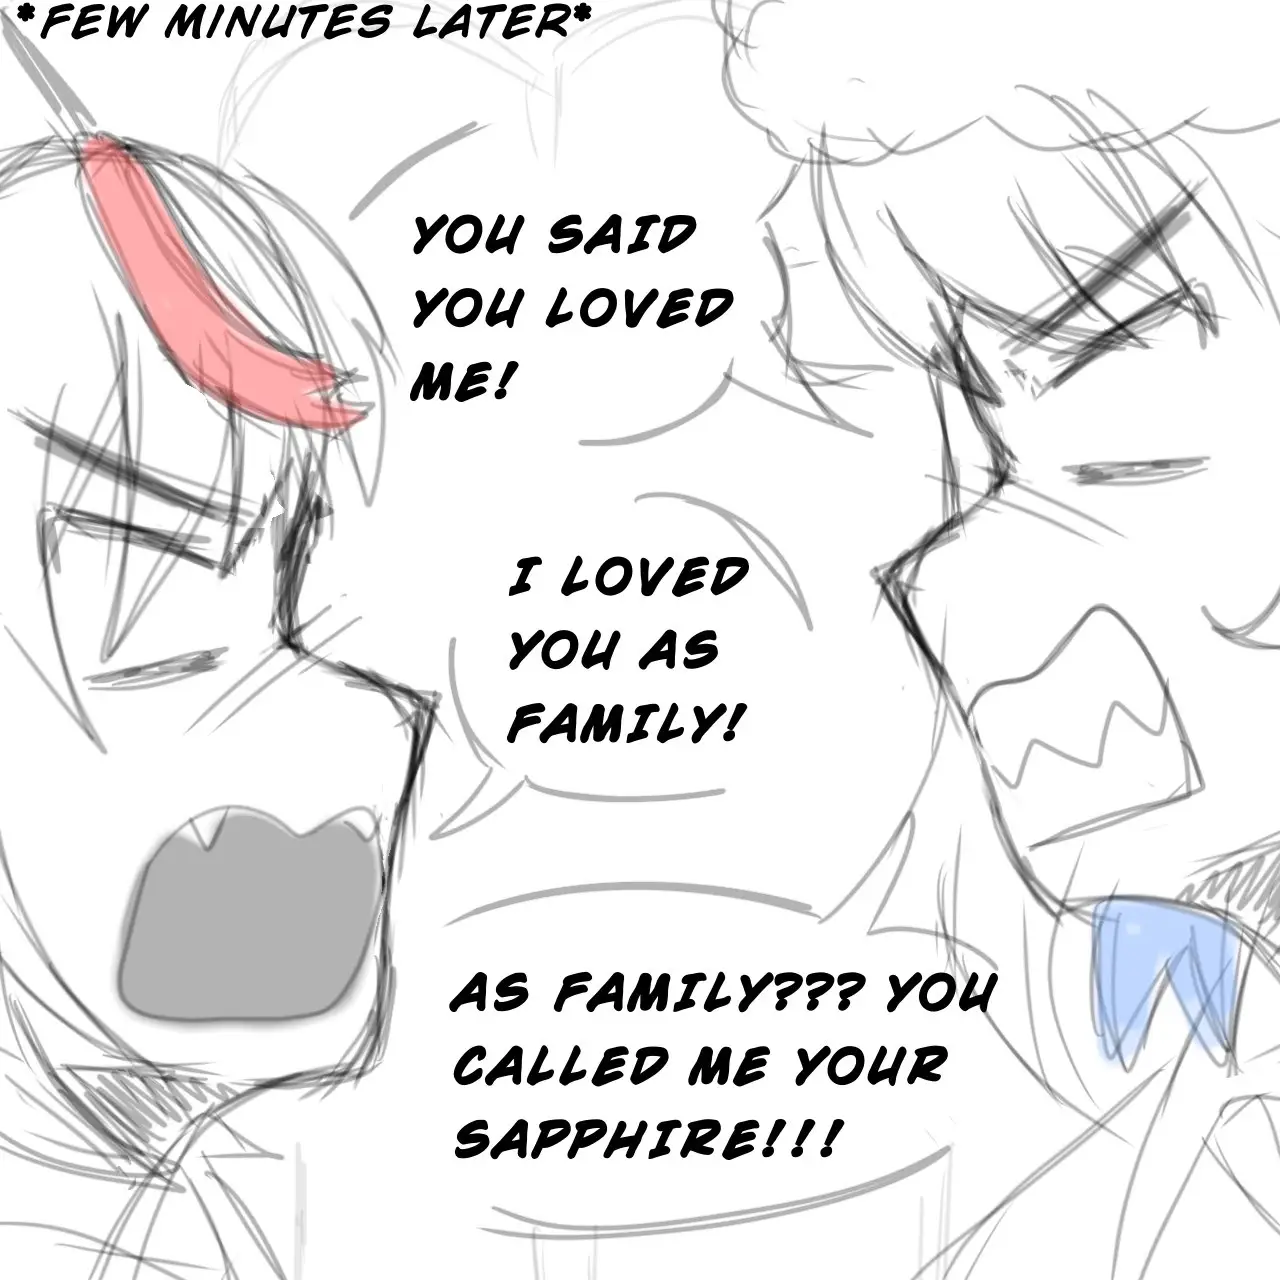 *FEW MINUTES LATER*
YOU SAID
YOU LOVED
ME!
I LOVED
YOU AS
FAMILY!
AS FAMILY??? YOU
CALLED ME YOUR
SAPPHIRE!!!